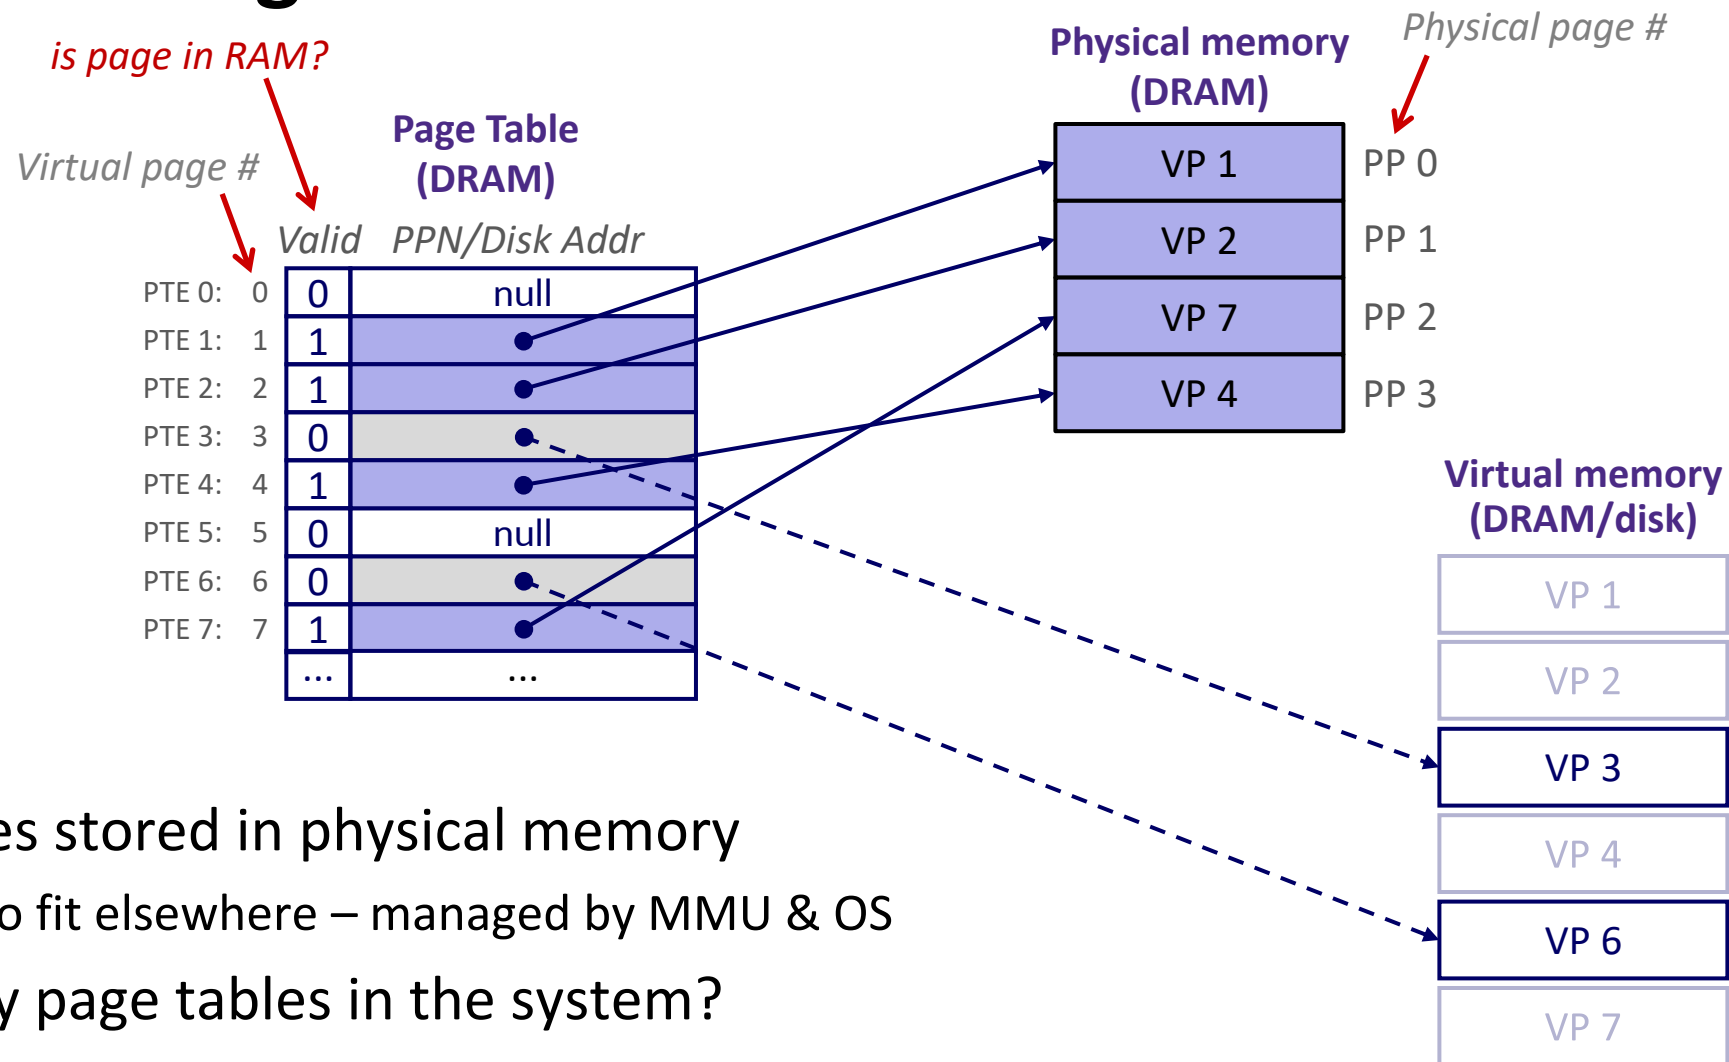 is page in RAM?
Virtual page #
Page Table
(DRAM)
Valid PPN/Disk Addr
PTE 0: 0 0 null
PTE 1: 1 1
PTE 2: 2 1
PTE 3: 3 0
PTE 4: 4 1
PTE 5: 5 0 null
PTE 6: 6 0
PTE 7: 7 1
... ...
Physical memory
(DRAM)
Physical page #
VP 1 PP 0
VP 2 PP 1
VP 7 PP 2
VP 4 PP 3
Virtual memory
(DRAM/disk)
VP 1
VP 2
VP 3
VP 4
VP 6
VP 7
es stored in physical memory
o fit elsewhere – managed by MMU & OS
y page tables in the system?